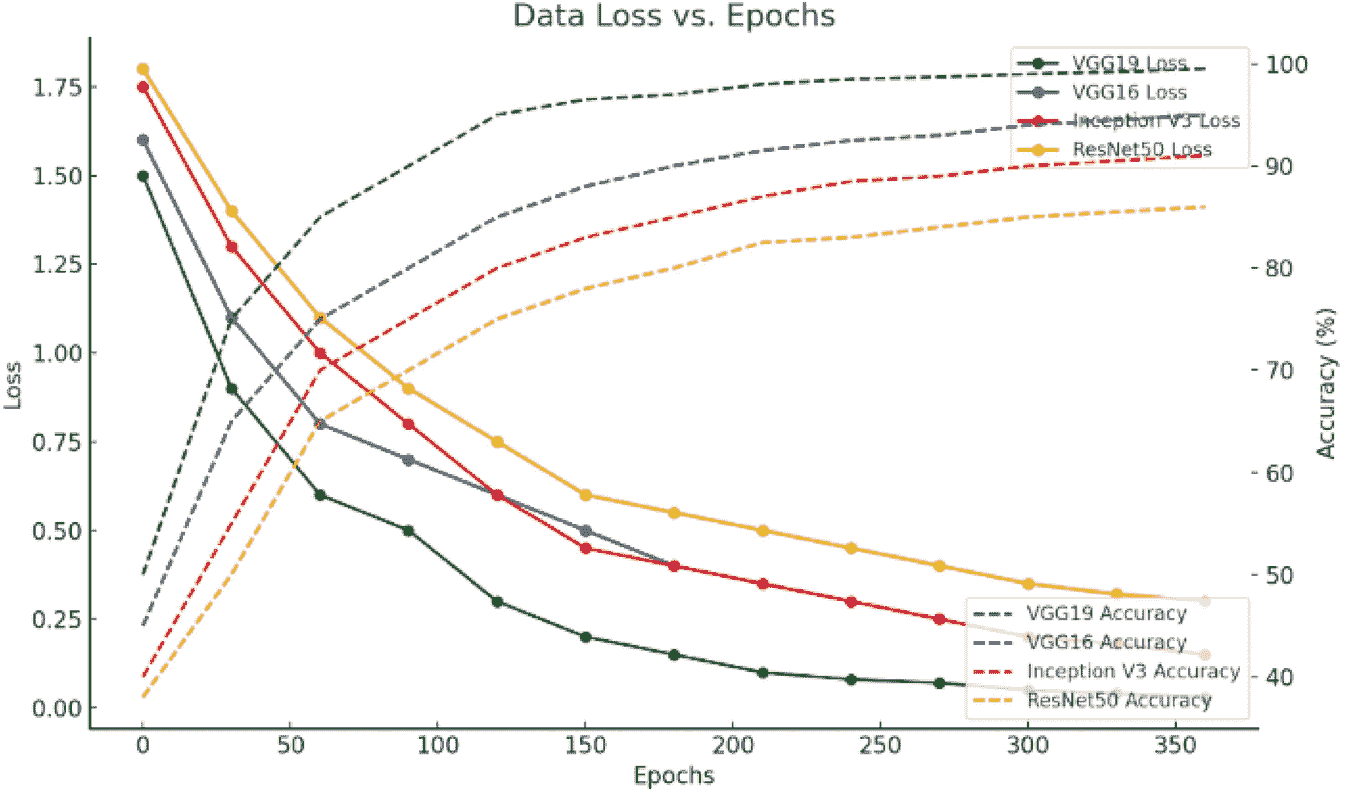 Data Loss vs. Epochs
VGG19 Loss
VGG16 Loss
Inception V3 Loss
ResNet50 Loss
1.75
1.50
1.25
1.00
0.75
0.50
0.25
0.00
Loss
100
90
80
70
60
50
40
Accuracy (%)
VGG19 Accuracy
VGG16 Accuracy
Inception V3 Accuracy
ResNet50 Accuracy
0 50 100 150 200 250 300 350
Epochs